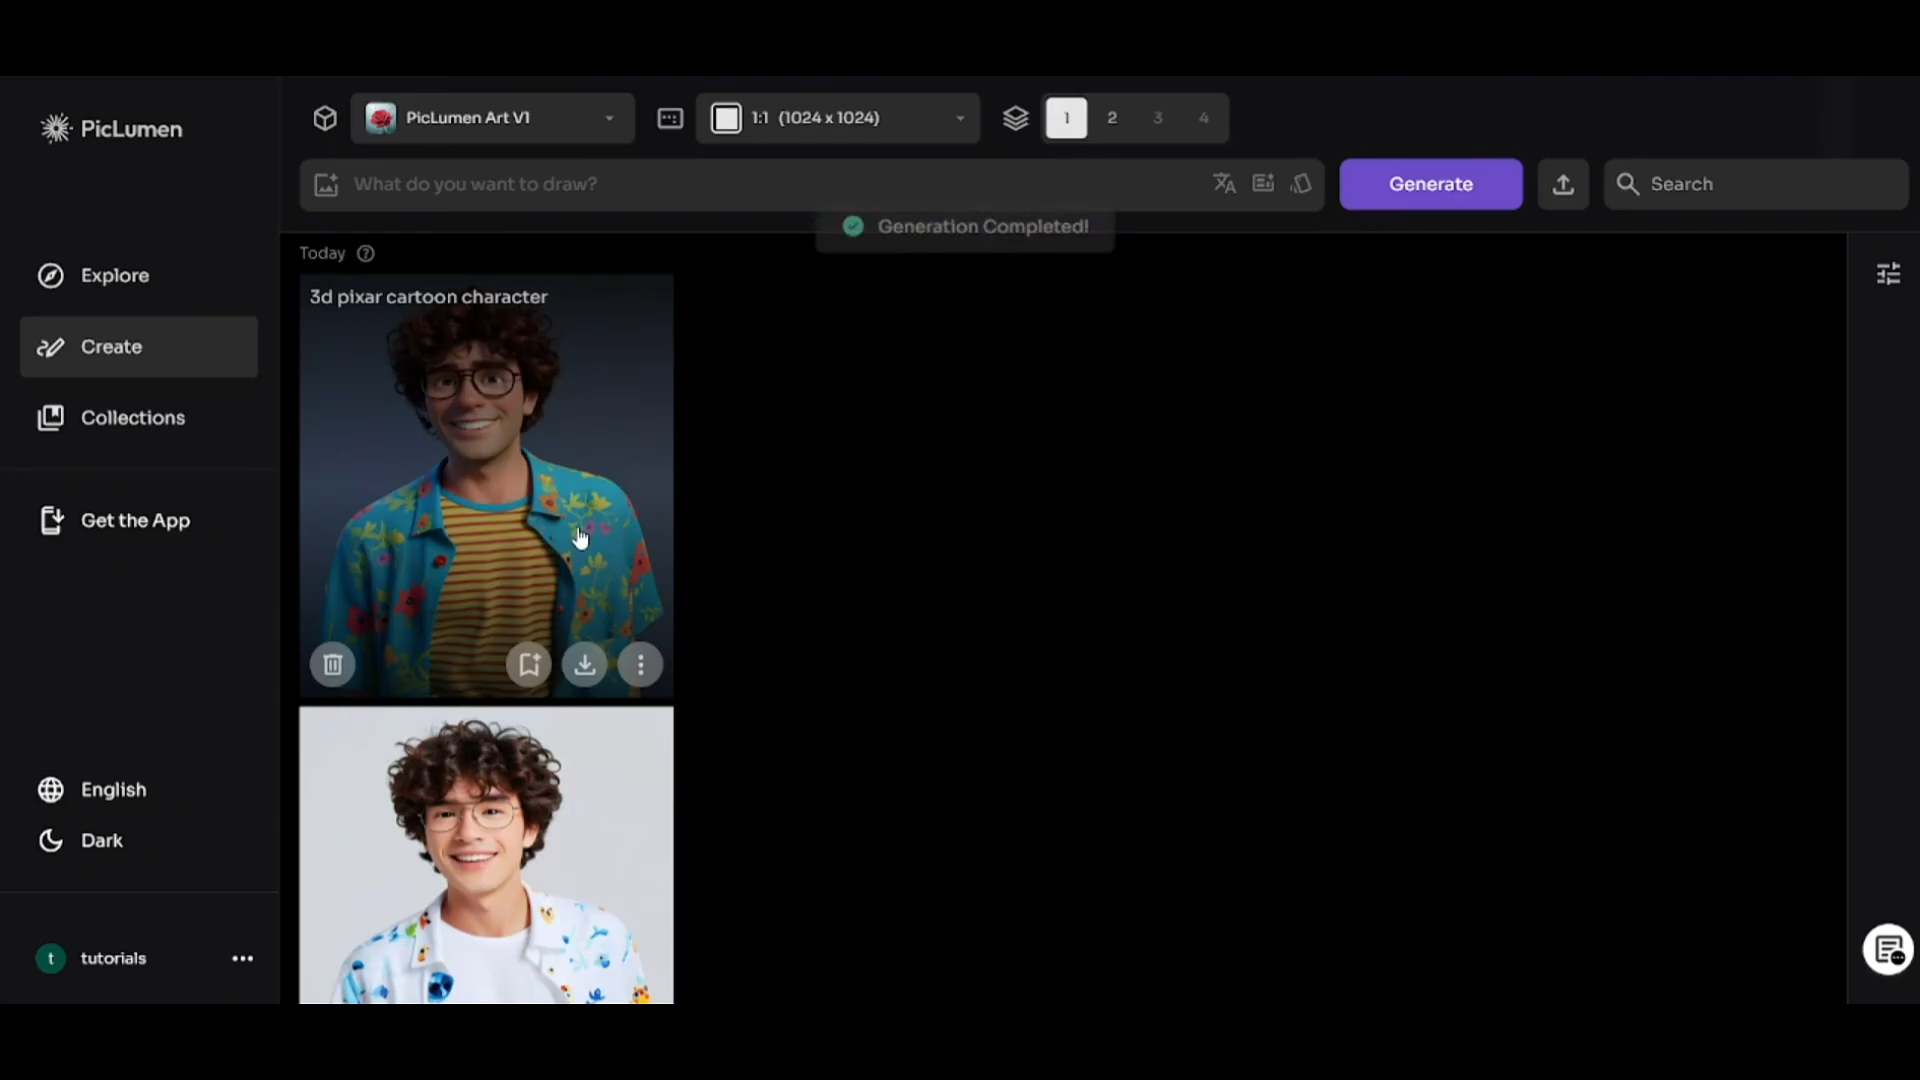 PicLumen
PicLumen Art V1
1:1 (1024 x 1024)
1
2
3
4
What do you want to draw?
Generate
Search
Generation Completed!
Today
3d pixar cartoon character
Explore
Create
Collections
Get the App
English
Dark
t
tutorials